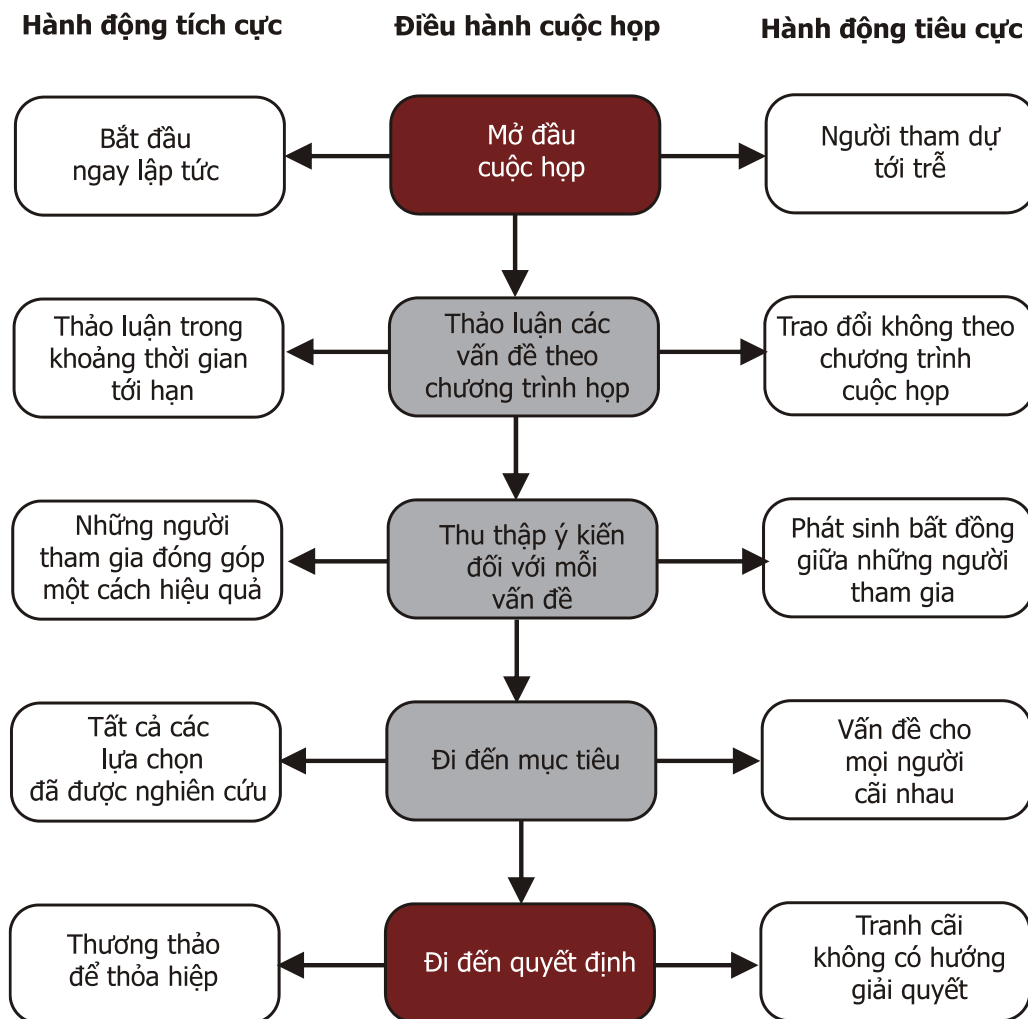 Hành động tích cực
Điều hành cuộc họp
Hành động tiêu cực
Bắt đầu
ngay lập tức
Mở đầu
cuộc họp
Người tham dự
tới trễ
Thảo luận trong
khoảng thời gian
tới hạn
Thảo luận các
vấn đề theo
chương trình họp
Trao đổi không theo
chương trình
cuộc họp
Những người
tham gia đóng góp
một cách hiệu quả
Thu thập ý kiến
đối với mỗi
vấn đề
Phát sinh bất đồng
giữa những người
tham gia
Tất cả các
lựa chọn
đã được nghiên cứu
Đi đến mục tiêu
Vấn đề cho
mọi người
cãi nhau
Thương thảo
để thỏa hiệp
Đi đến quyết định
Tranh cãi
không có hướng
giải quyết